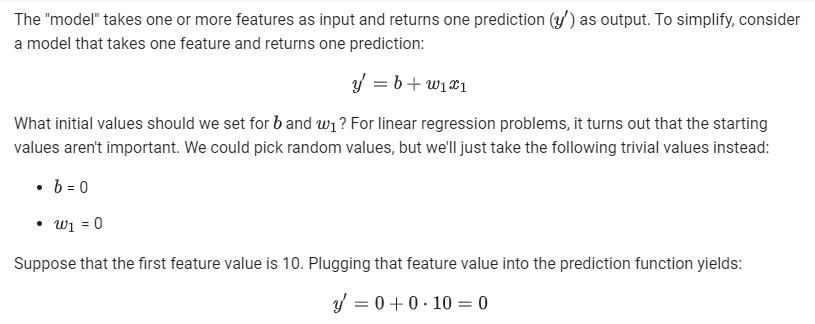 The "model" takes one or more features as input and returns one prediction (y′) as output. To simplify, consider
a model that takes one feature and returns one prediction:
y′ = b + w₁x₁
What initial values should we set for b and w₁? For linear regression problems, it turns out that the starting
values aren't important. We could pick random values, but we'll just take the following trivial values instead:
• b = 0
• w₁ = 0
Suppose that the first feature value is 10. Plugging that feature value into the prediction function yields:
y′ = 0 + 0 · 10 = 0